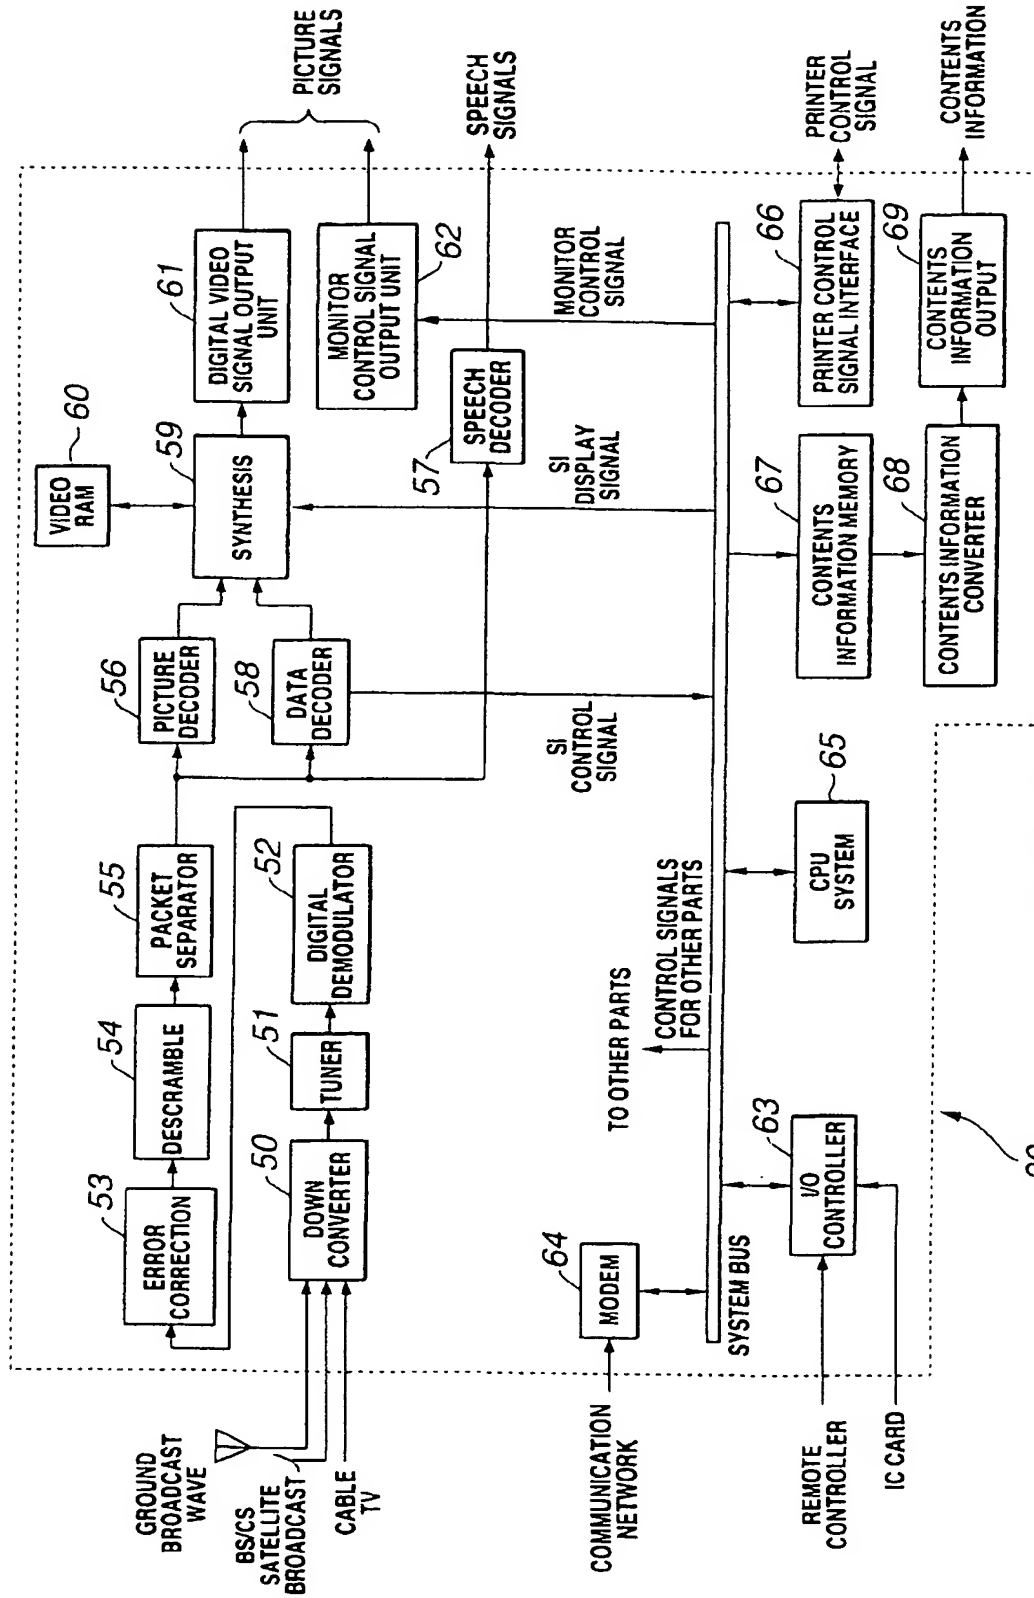 GROUND
BROADCAST
WAVE
BS/CS
SATELLITE
BROADCAST
CABLE
TV
53
ERROR
CORRECTION
54
DESCRAMBLE
55
PACKET
SEPARATOR
50
DOWN
CONVERTER
51
TUNER
52
DIGITAL
DEMODULATOR
56
PICTURE
DECODER
58
DATA
DECODER
60
VIDEO
RAM
59
SYNTHESIS
61
DIGITAL VIDEO
SIGNAL OUTPUT
UNIT
MONITOR
CONTROL SIGNAL
OUTPUT UNIT
62
PICTURE
SIGNALS
57
SPEECH
DECODER
SPEECH
SIGNALS
SI
CONTROL
SIGNAL
SI
DISPLAY
SIGNAL
MONITOR
CONTROL
SIGNAL
COMMUNICATION
NETWORK
64
MODEM
TO OTHER PARTS
CONTROL SIGNALS
FOR OTHER PARTS
SYSTEM BUS
REMOTE
CONTROLLER
IC CARD
63
I/O
CONTROLLER
65
CPU
SYSTEM
67
CONTENTS
INFORMATION MEMORY
66
PRINTER CONTROL
SIGNAL INTERFACE
PRINTER
CONTROL
SIGNAL
68
CONTENTS INFORMATION
CONVERTER
69
CONTENTS
INFORMATION
OUTPUT
CONTENTS
INFORMATION